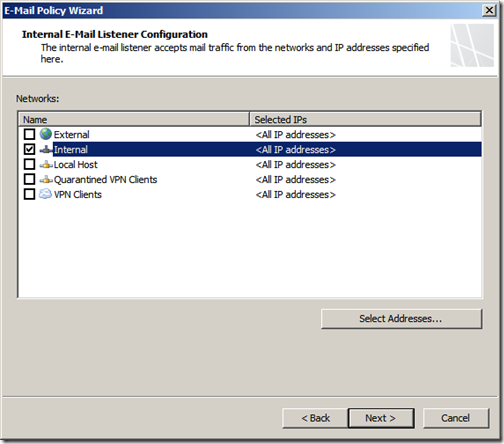 E-Mail Policy Wizard
Internal E-Mail Listener Configuration
The internal e-mail listener accepts mail traffic from the networks and IP addresses specified
here.
Networks:
Name Selected IPs
External <All IP addresses>
Internal <All IP addresses>
Local Host <All IP addresses>
Quarantined VPN Clients <All IP addresses>
VPN Clients <All IP addresses>
Select Addresses...
< Back Next > Cancel